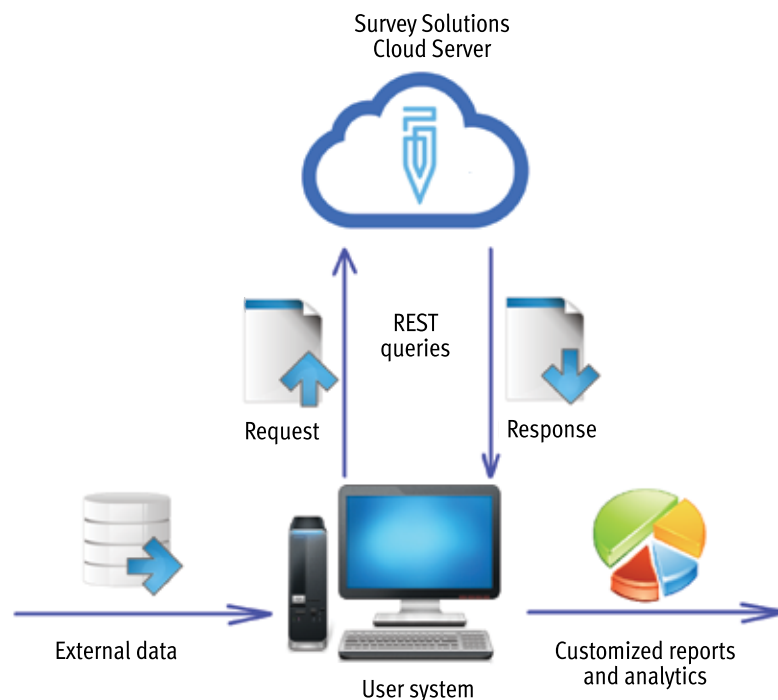 Survey Solutions
Cloud Server
REST
queries
Request
Response
External data
Customized reports
and analytics
User system